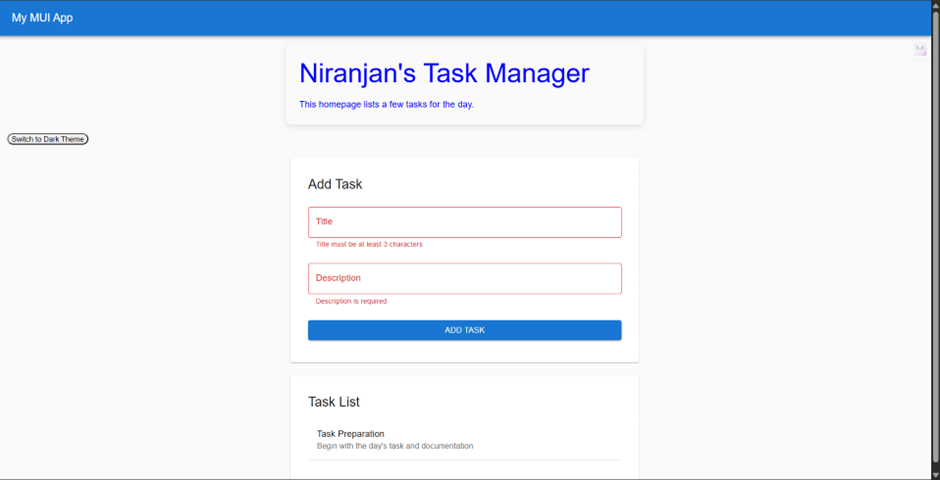 My MUI App
Niranjan's Task Manager
This homepage lists a few tasks for the day.
Switch to Dark Theme
Add Task
Title
Title must be at least 3 characters
Description
Description is required
ADD TASK
Task List
Task Preparation
Begin with the day's task and documentation